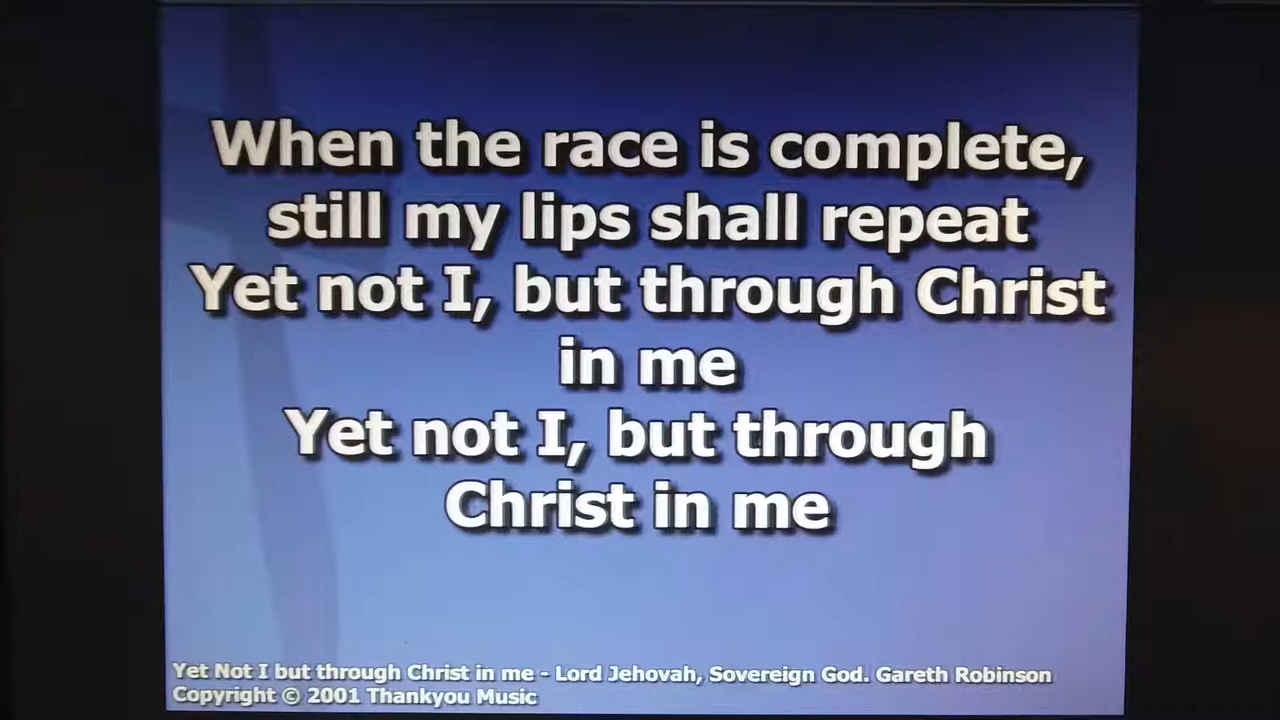 When the race is complete,
still my lips shall repeat
Yet not I, but through Christ
in me
Yet not I, but through
Christ in me
Yet Not I but through Christ in me - Lord Jehovah, Sovereign God. Gareth Robinson
Copyright © 2001 Thankyou Music